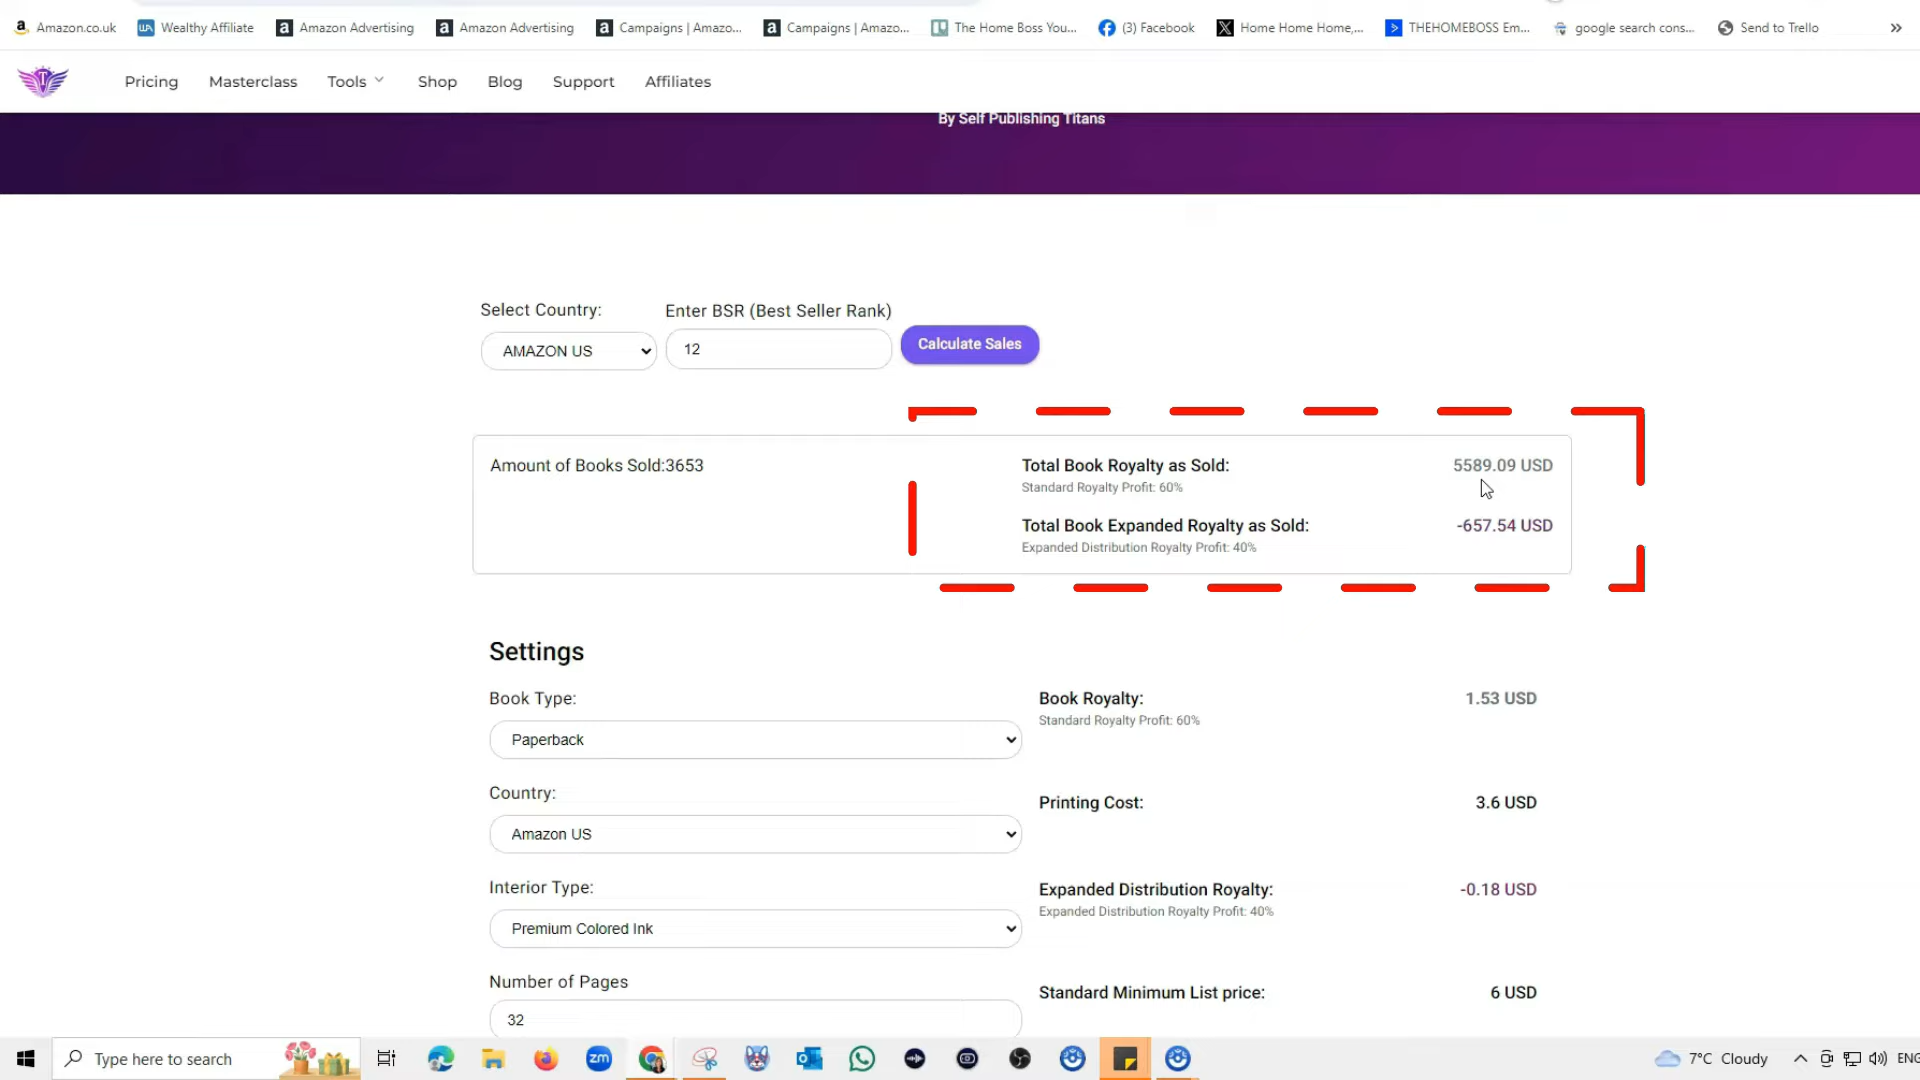 Amazon.co.uk
Wealthy Affiliate
Amazon Advertising
Amazon Advertising
Campaigns | Amazo...
Campaigns | Amazo...
The Home Boss You...
(3) Facebook
Home Home Home,...
THEHOMEBOSS Em...
google search cons...
Send to Trello
Pricing
Masterclass
Tools
Shop
Blog
Support
Affiliates
By Self Publishing Titans
Select Country:
Enter BSR (Best Seller Rank)
AMAZON US
12
Calculate Sales
Amount of Books Sold:3653
Total Book Royalty as Sold:
5589.09 USD
Standard Royalty Profit: 60%
Total Book Expanded Royalty as Sold:
-657.54 USD
Expanded Distribution Royalty Profit: 40%
Settings
Book Type:
Paperback
Book Royalty:
1.53 USD
Standard Royalty Profit: 60%
Country:
Amazon US
Printing Cost:
3.6 USD
Interior Type:
Premium Colored Ink
Expanded Distribution Royalty:
-0.18 USD
Expanded Distribution Royalty Profit: 40%
Number of Pages
32
Standard Minimum List price:
6 USD
Type here to search
zm
7°C Cloudy
ENG